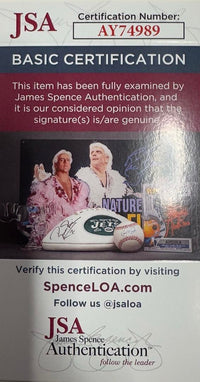 JSA
Certification Number:
AY74989
BASIC CERTIFICATION
This item has been fully examined by
James Spence Authentication, and
it is our considered opinion that the
signature(s) is/are genuine
NATURE
JETS
Verify this certification by visiting
SpenceLOA.com
Follow us @jsaloa
JSA
James Spence
Authentication
follow the leader